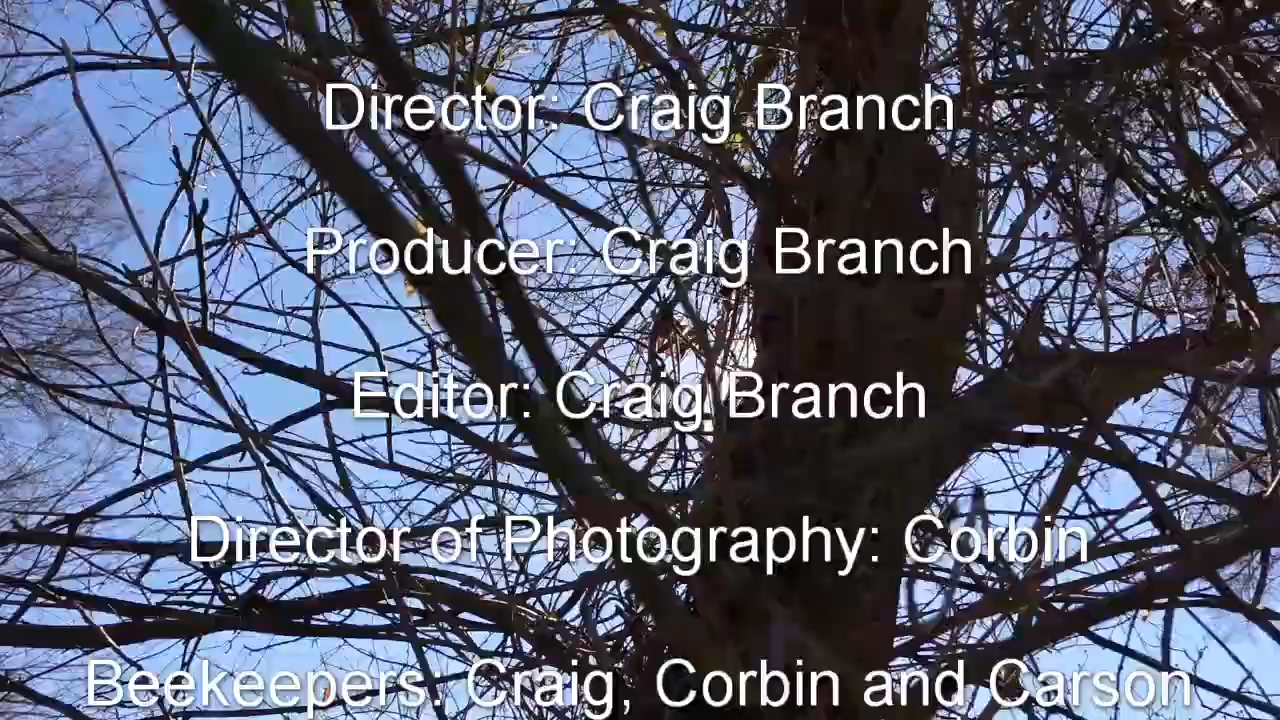 Director: Craig Branch
Producer: Craig Branch
Editor: Craig Branch
Director of Photography: Corbin
Beekeepers: Craig, Corbin and Carson